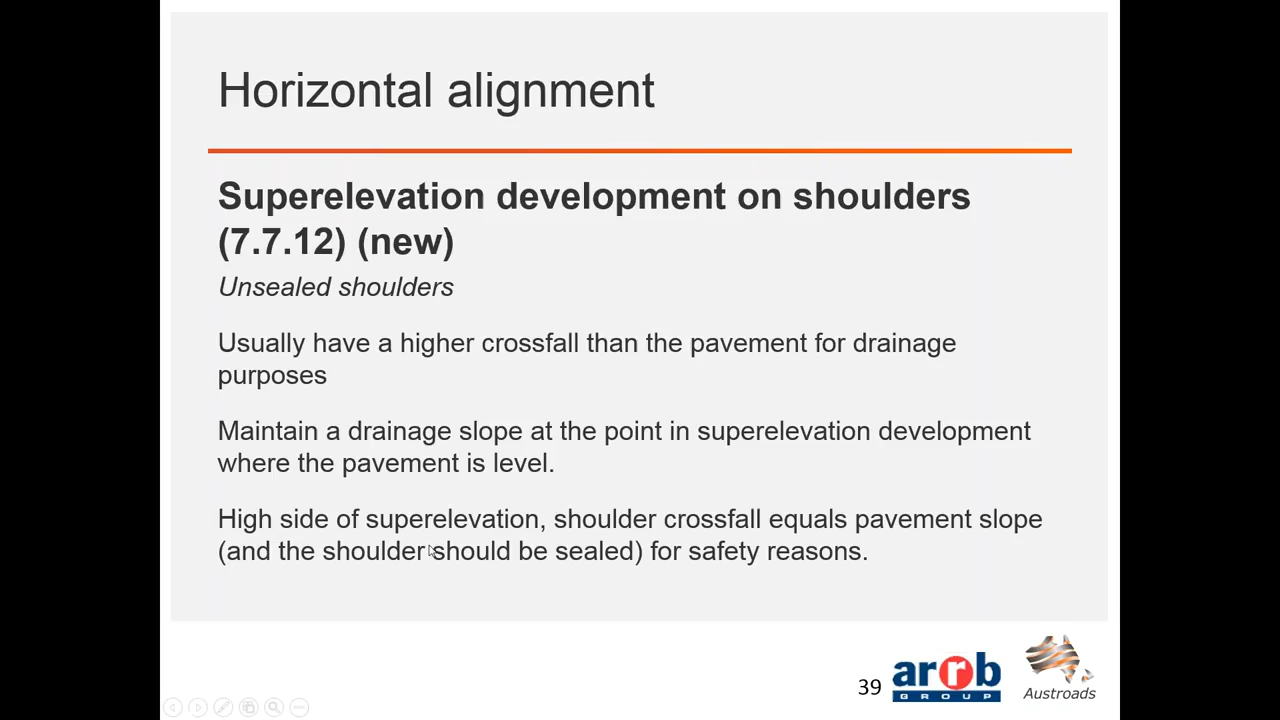 Horizontal alignment
Superelevation development on shoulders
(7.7.12) (new)
Unsealed shoulders
Usually have a higher crossfall than the pavement for drainage
purposes
Maintain a drainage slope at the point in superelevation development
where the pavement is level.
High side of superelevation, shoulder crossfall equals pavement slope
(and the shoulder should be sealed) for safety reasons.
39
arrb
GROUP
Austroads